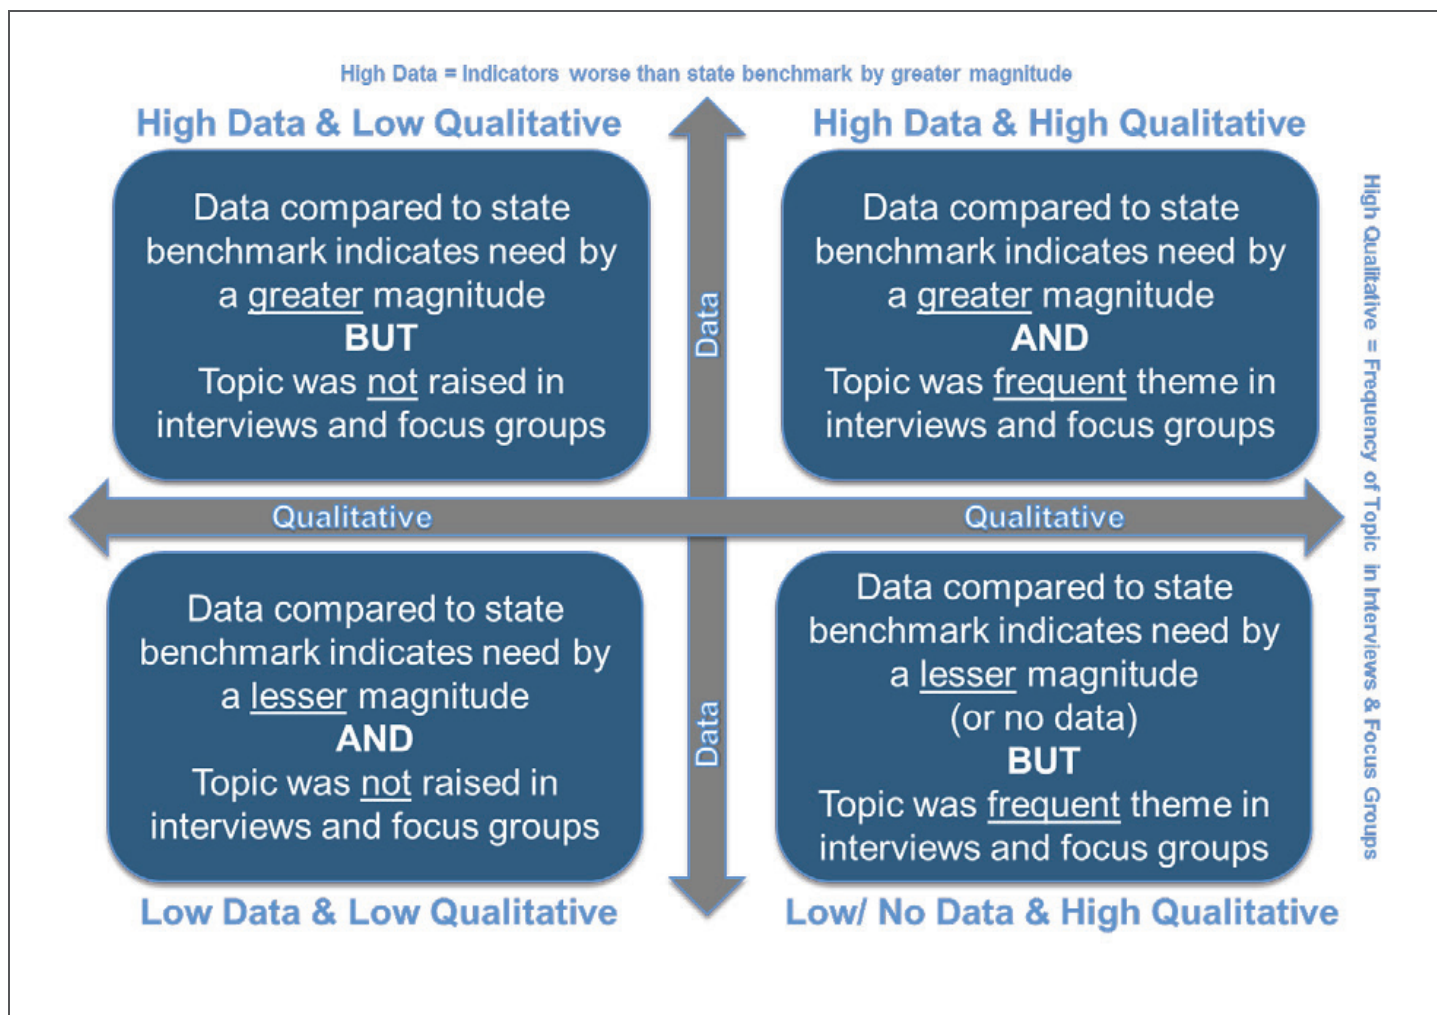 High Data = Indicators worse than state benchmark by greater magnitude
High Data & Low Qualitative
Data compared to state
benchmark indicates need by
a greater magnitude
BUT
Topic was not raised in
interviews and focus groups
High Data & High Qualitative
Data compared to state
benchmark indicates need by
a greater magnitude
AND
Topic was frequent theme in
interviews and focus groups
High Qualitative = Frequency of Topic in Interviews & Focus Groups
Data
Qualitative
Qualitative
Data
Data compared to state
benchmark indicates need by
a lesser magnitude
AND
Topic was not raised in
interviews and focus groups
Low Data & Low Qualitative
Data compared to state
benchmark indicates need by
a lesser magnitude
(or no data)
BUT
Topic was frequent theme in
interviews and focus groups
Low/ No Data & High Qualitative